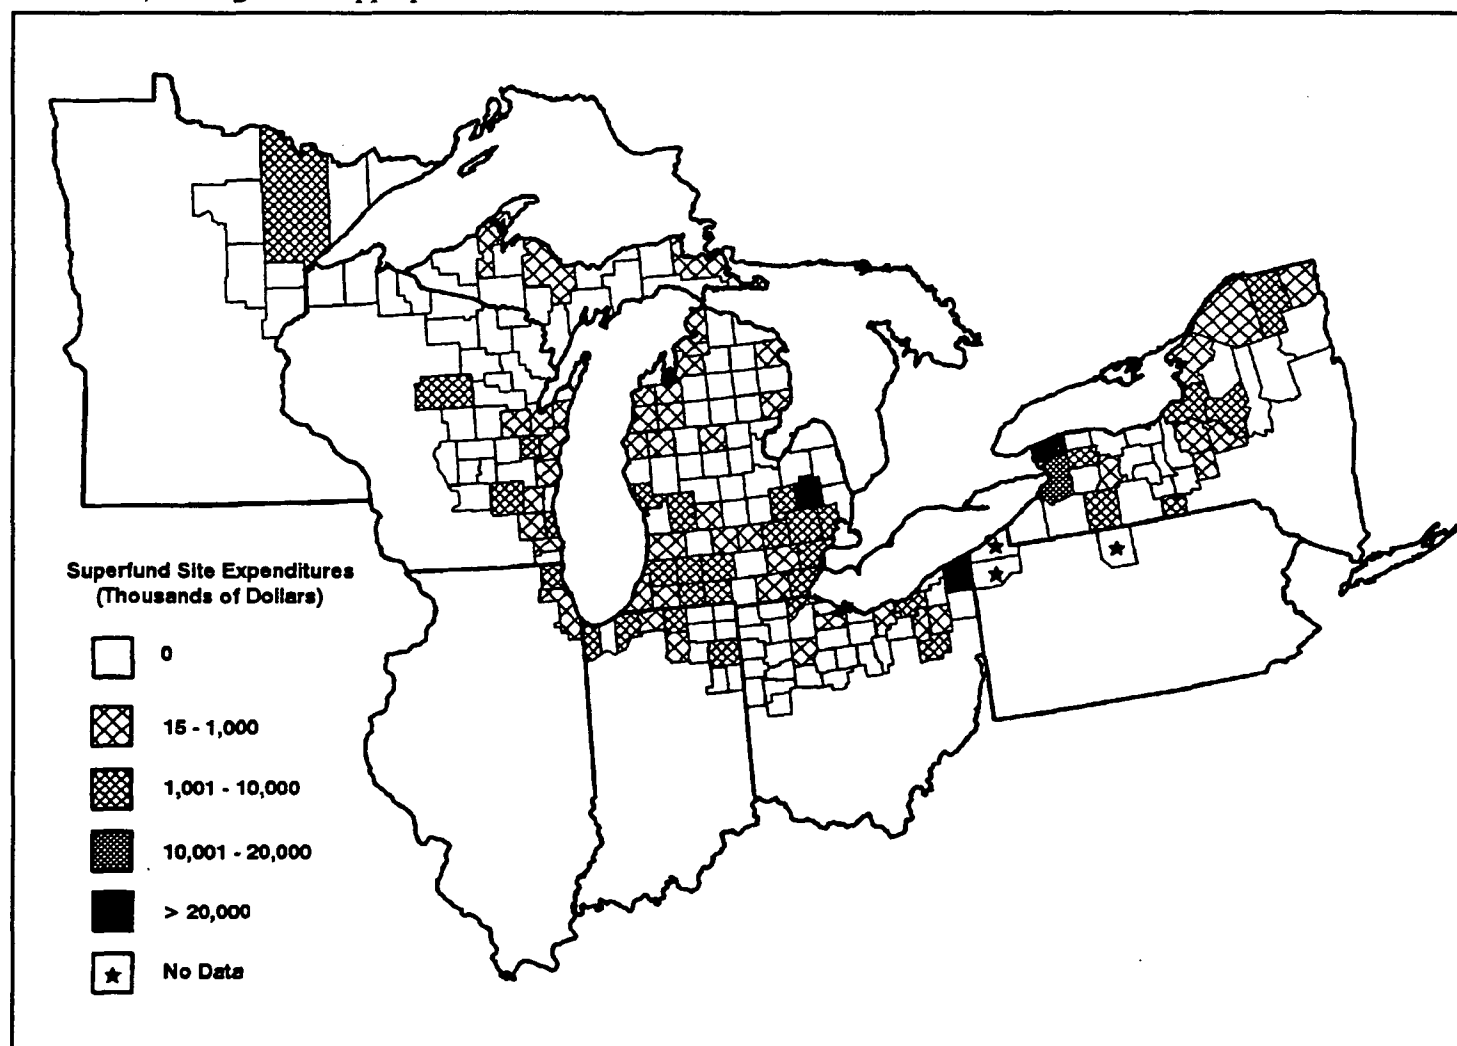 Superfund Site Expenditures
(Thousands of Dollars)
0
15 - 1,000
1,001 - 10,000
10,001 - 20,000
> 20,000
No Data